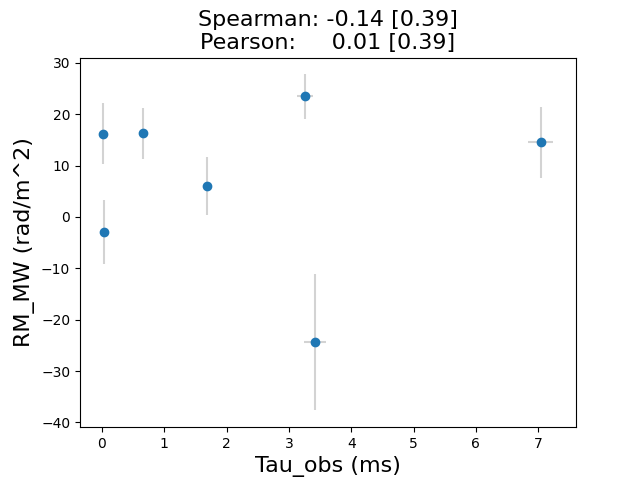 Spearman: -0.14 [0.39]
Pearson: 0.01 [0.39]
30
20
10
0
−10
−20
−30
−40
RM_MW (rad/m^2)
0 1 2 3 4 5 6 7
Tau_obs (ms)